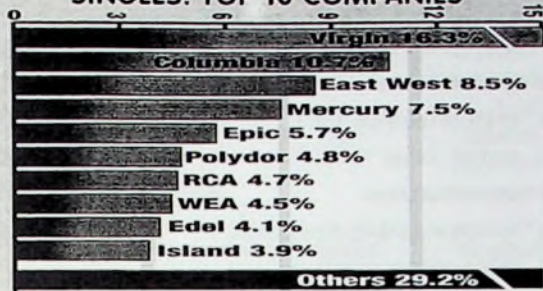 SINGLES: TOP 10 COMPANIES
0 3 6 9 12 15
Virgin 16.3%
Columbia 10.7%
East West 8.5%
Mercury 7.5%
Epic 5.7%
Polydor 4.8%
RCA 4.7%
WEA 4.5%
Edel 4.1%
Island 3.9%
Others 29.2%